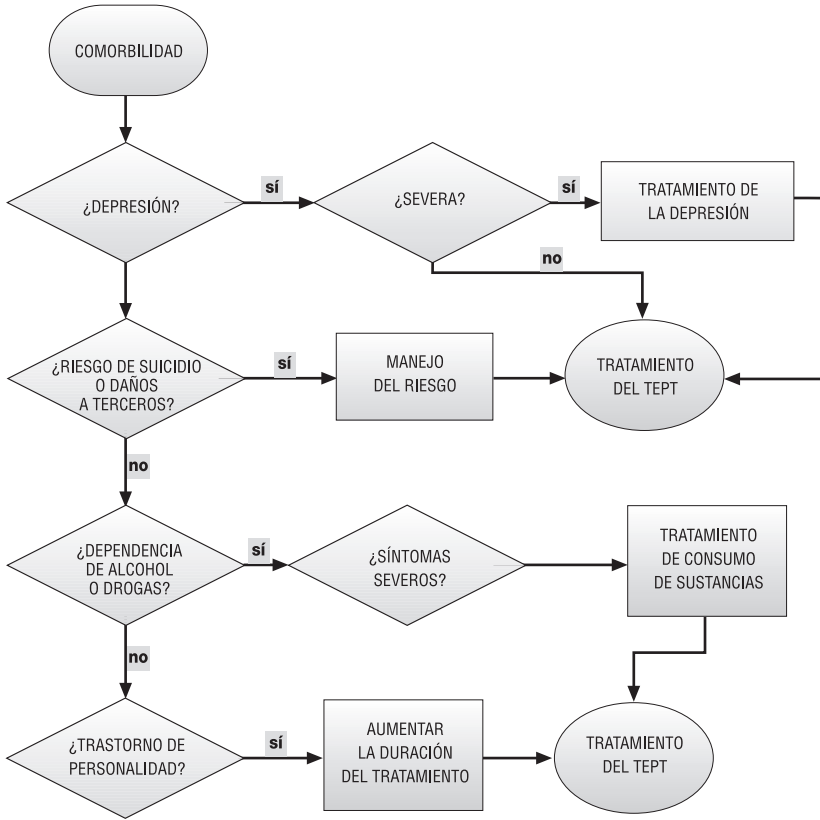 COMORBILIDAD
¿DEPRESIÓN?
sí
¿SEVERA?
sí
TRATAMIENTO DE
LA DEPRESIÓN
no
¿RIESGO DE SUICIDIO
O DAÑOS
A TERCEROS?
sí
MANEJO
DEL RIESGO
TRATAMIENTO
DEL TEPT
no
¿DEPENDENCIA
DE ALCOHOL
O DROGAS?
sí
¿SÍNTOMAS
SEVEROS?
TRATAMIENTO
DE CONSUMO
DE SUSTANCIAS
no
¿TRASTORNO DE
PERSONALIDAD?
sí
AUMENTAR
LA DURACIÓN
DEL TRATAMIENTO
TRATAMIENTO
DEL TEPT